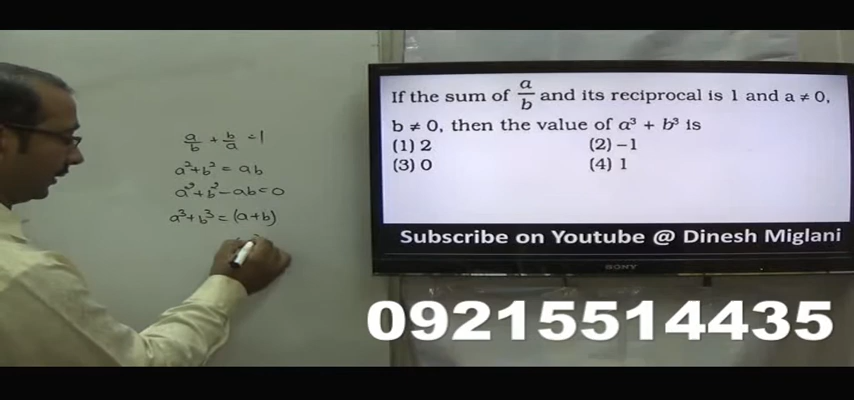 a/b + b/a = 1
a² + b² = ab
a² + b² - ab = 0
a³ + b³ = (a + b)
If the sum of a/b and its reciprocal is 1 and a ≠ 0,
b ≠ 0, then the value of a³ + b³ is
(1) 2 (2) –1
(3) 0 (4) 1
Subscribe on Youtube @ Dinesh Miglani
SONY
09215514435